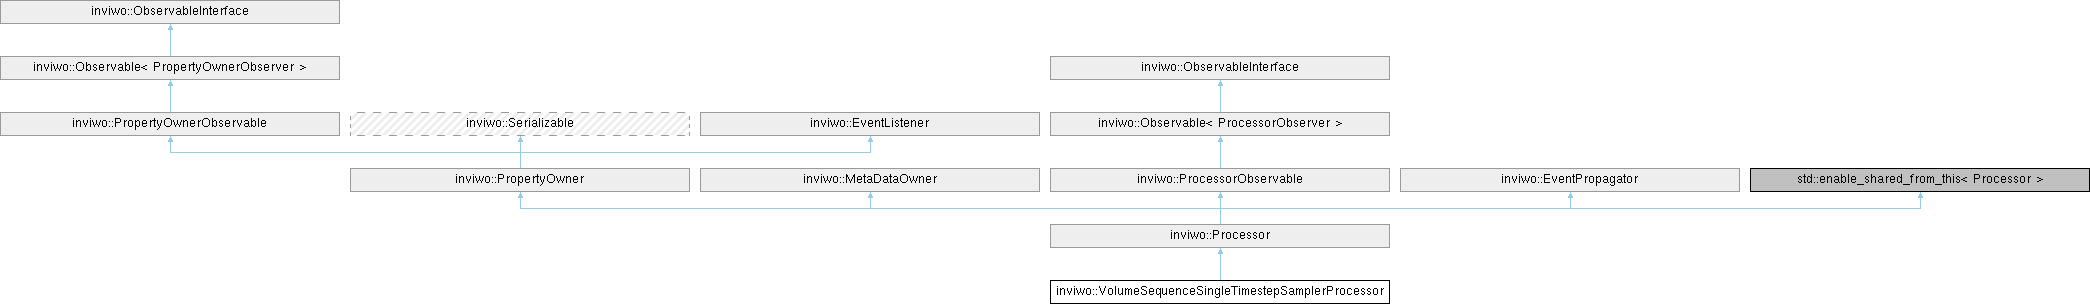 inviwo::ObservableInterface
inviwo::Observable< PropertyOwnerObserver >
inviwo::ObservableInterface
inviwo::PropertyOwnerObservable
inviwo::Serializable
inviwo::EventListener
inviwo::Observable< ProcessorObserver >
inviwo::PropertyOwner
inviwo::MetaDataOwner
inviwo::ProcessorObservable
inviwo::EventPropagator
std::enable_shared_from_this< Processor >
inviwo::Processor
inviwo::VolumeSequenceSingleTimestepSamplerProcessor